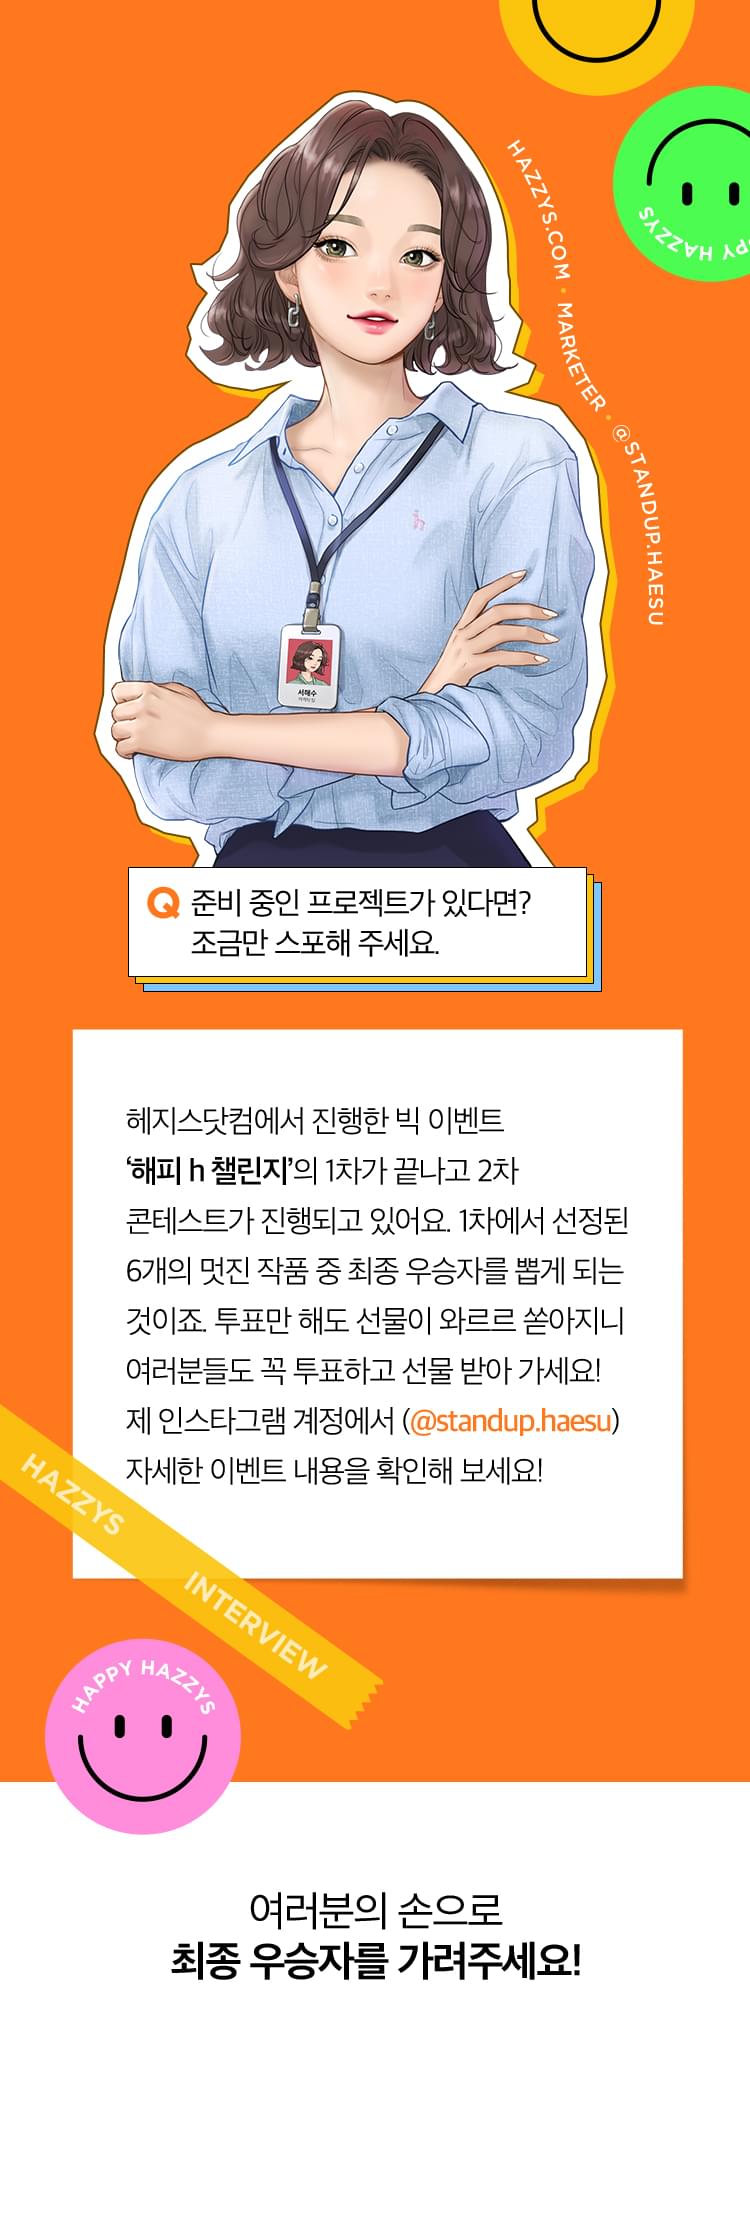 HAZZYS.COM • MARKETER • @STANDUP.HAESU
PY HAZZYS
서해수
마케팅팀
Q 준비 중인 프로젝트가 있다면?
조금만 스포해 주세요.
헤지스닷컴에서 진행한 빅 이벤트
‘해피 h 챌린지’의 1차가 끝나고 2차
콘테스트가 진행되고 있어요. 1차에서 선정된
6개의 멋진 작품 중 최종 우승자를 뽑게 되는
것이죠. 투표만 해도 선물이 와르르 쏟아지니
여러분들도 꼭 투표하고 선물 받아 가세요!
제 인스타그램 계정에서 (@standup.haesu)
자세한 이벤트 내용을 확인해 보세요!
HAZZYS INTERVIEW
HAPPY HAZZYS
여러분의 손으로
최종 우승자를 가려주세요!